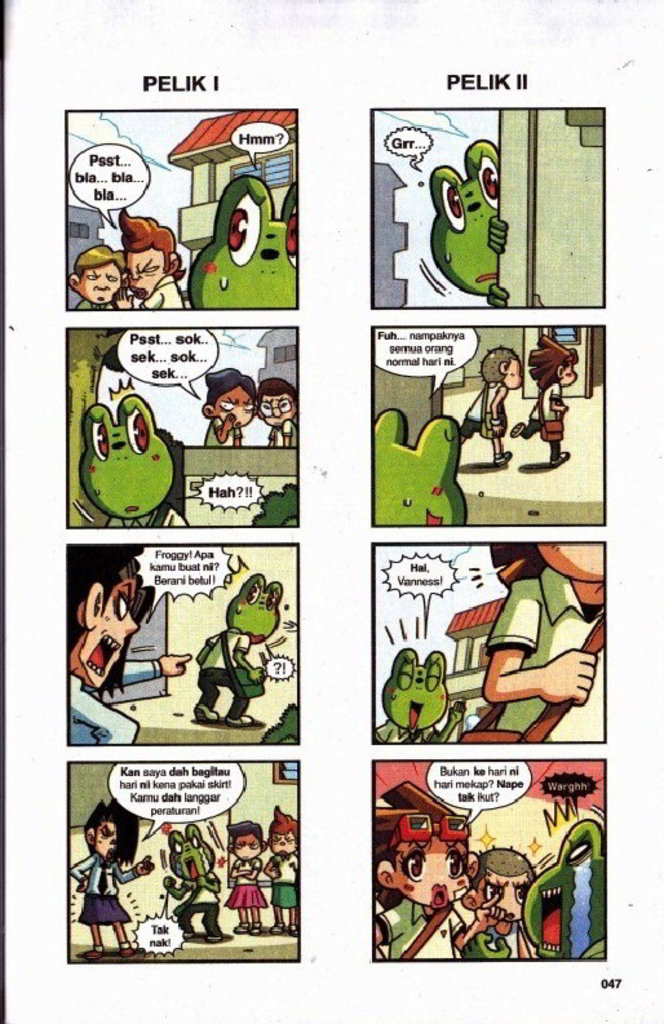 PELIK I
Psst...
bla... bla...
bla...
Hmm?
Psst... sok..
sek... sok...
sek...
Hah?!!
Froggy! Apa
kamu buat ni?
Berani betul!
?!
Kan saya dah bagitau
hari ni kena pakai skirt!
Kamu dah langgar
peraturan!
Tak
nak!
PELIK II
Grr...
Fuh... nampaknya
semua orang
normal hari ni.
Hai,
Vanness!
Bukan ke hari ni
hari mekap? Nape
tak ikut?
Warghh!
047